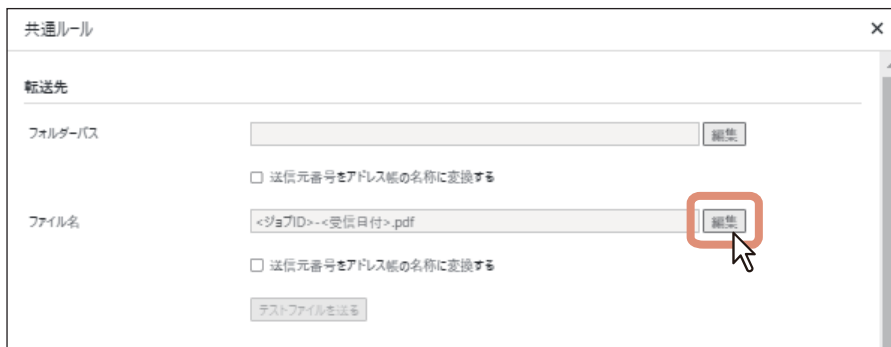 共通ルール
転送先
フォルダーパス
編集
送信元番号をアドレス帳の名称に変換する
ファイル名
<ジョブID>-<受信日付>.pdf
編集
送信元番号をアドレス帳の名称に変換する
テストファイルを送る